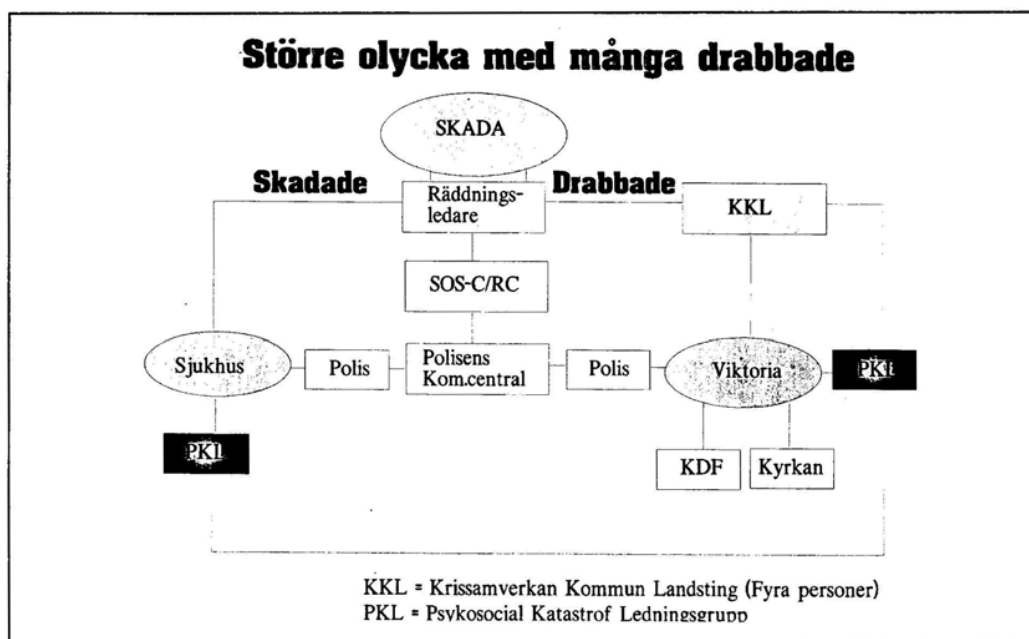 Större olycka med många drabbade
SKADA
Skadade
Drabbade
Räddnings-
ledare
KKL
SOS-C/RC
Sjukhus
Polis
Polisens
Kom.central
Polis
Viktoria
PKL
PKL
KDF
Kyrkan
KKL = Krissamverkan Kommun Landsting (Fyra personer)
PKL = Psykosocial Katastrof Ledningsgrupp